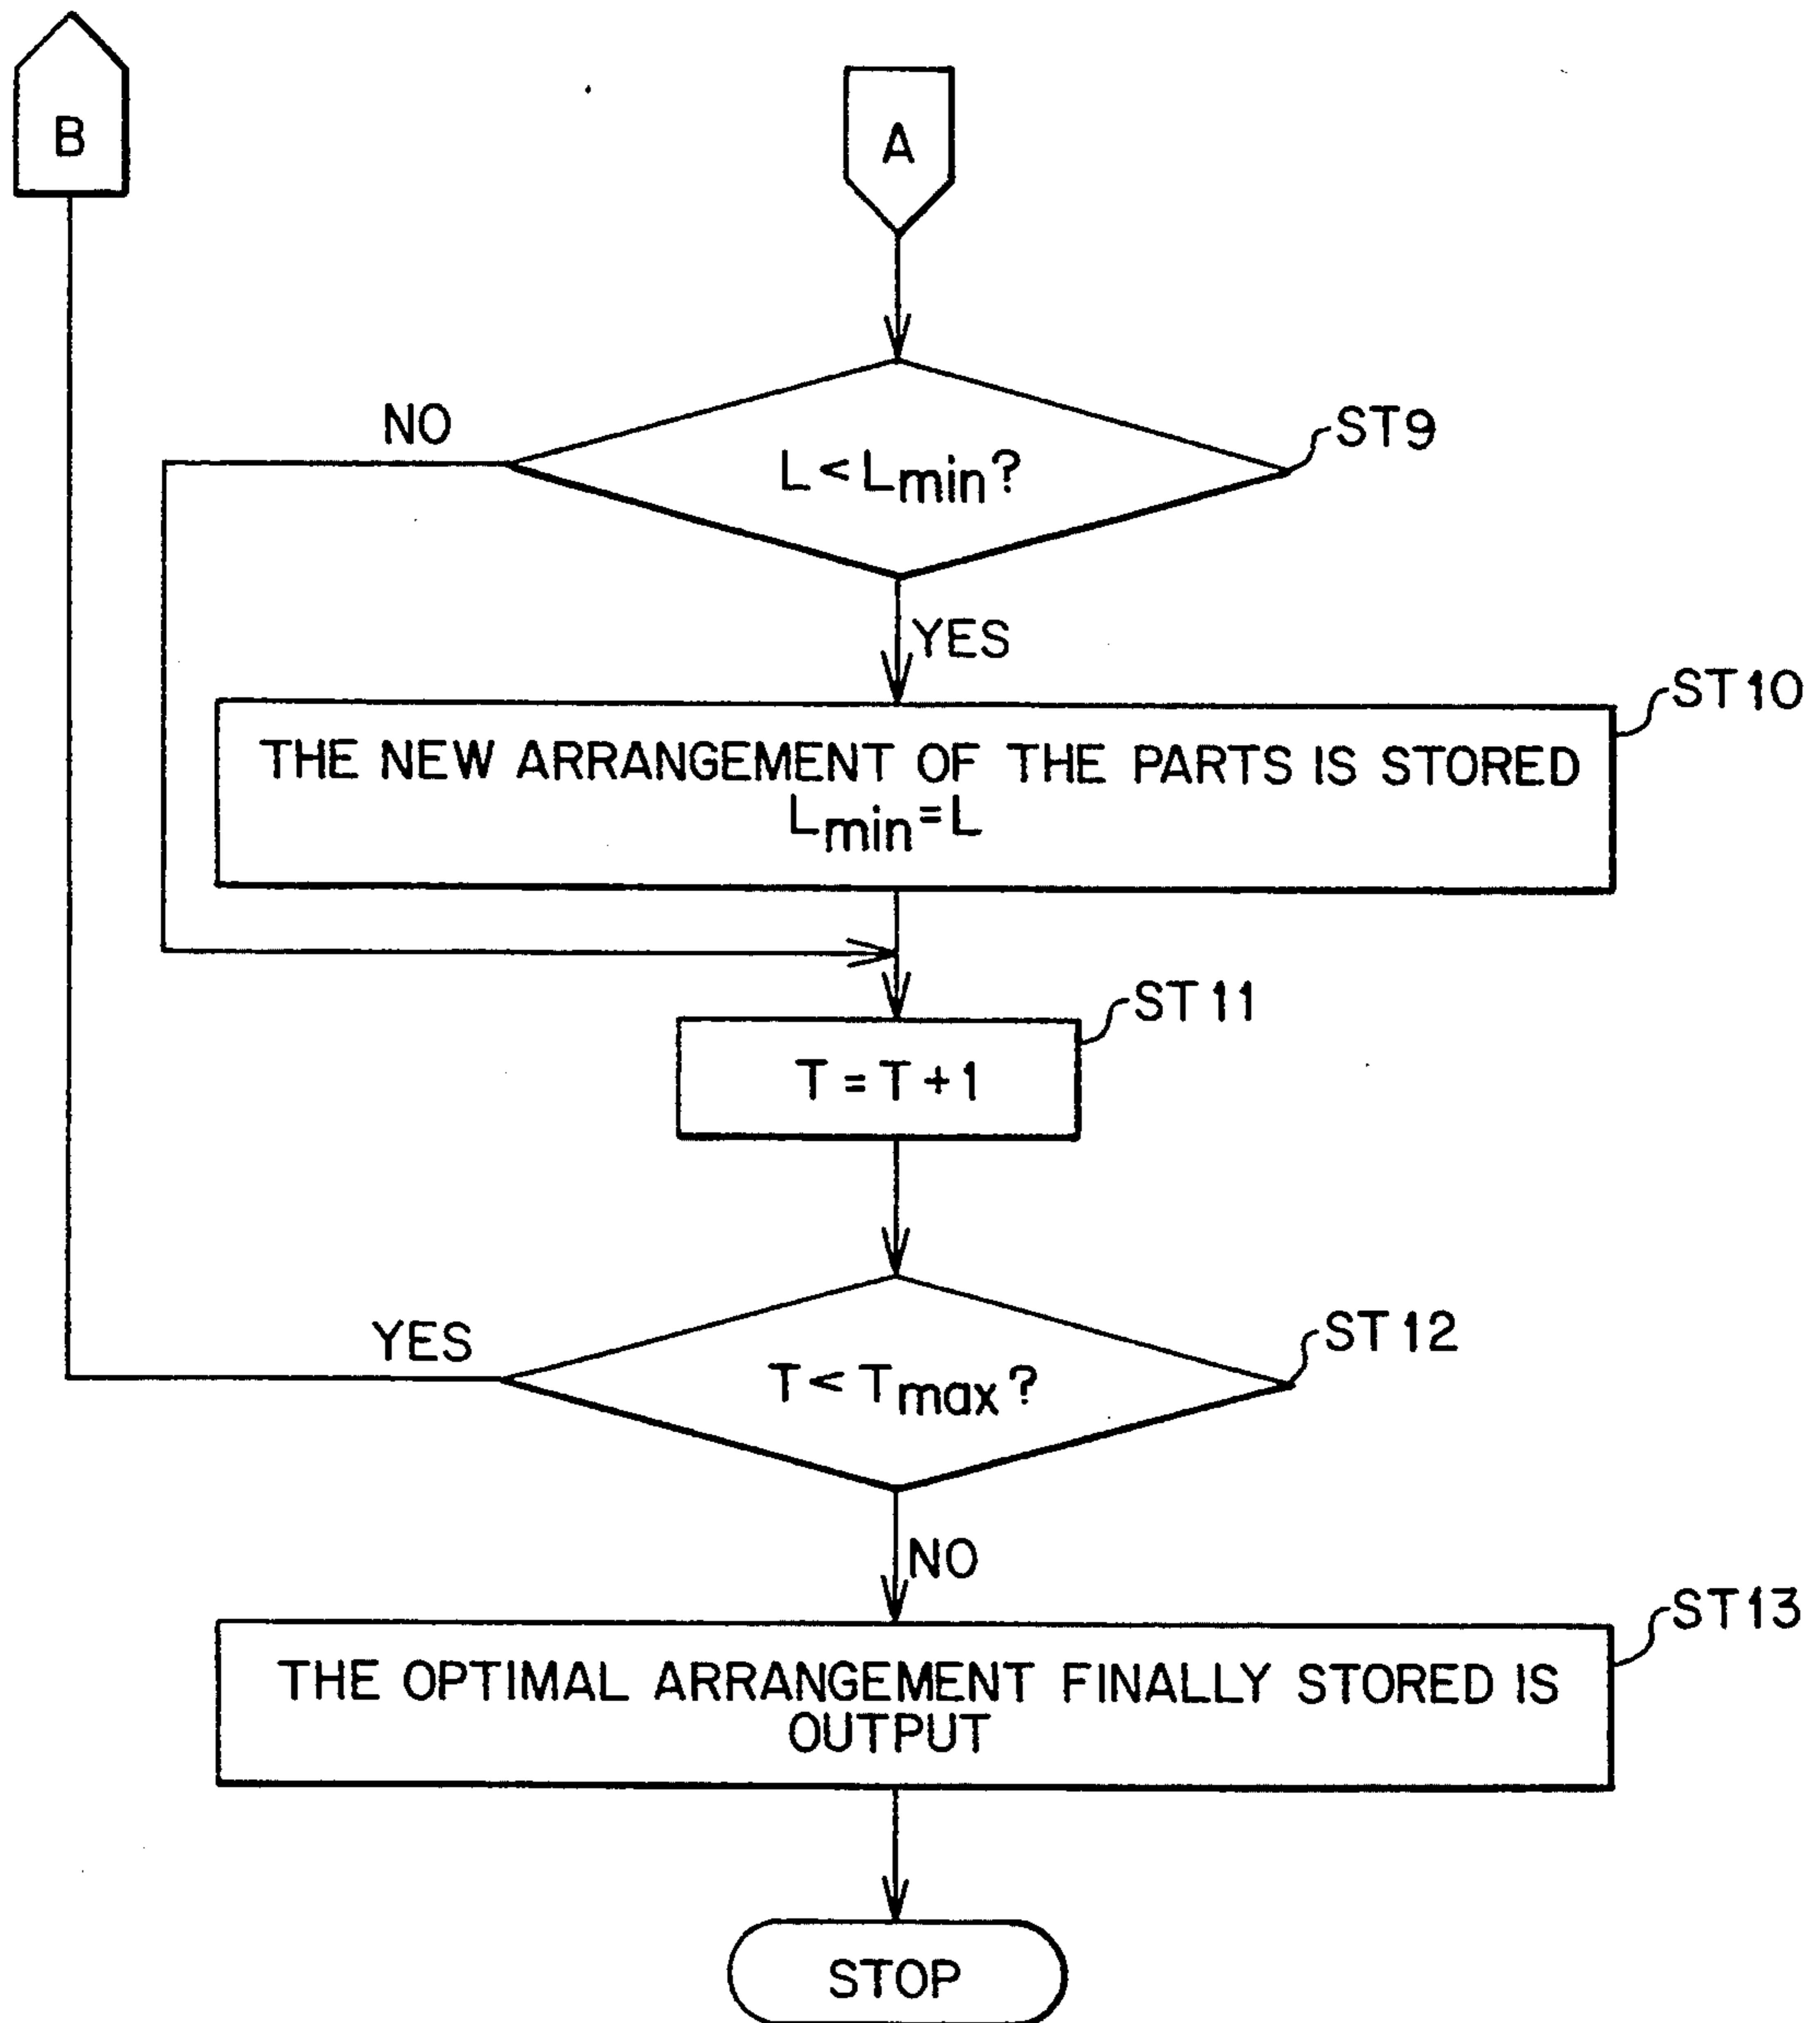 B
A
NO
L < Lmin?
ST9
YES
ST10
THE NEW ARRANGEMENT OF THE PARTS IS STORED
Lmin = L
ST11
T = T + 1
YES
T < Tmax?
ST12
NO
ST13
THE OPTIMAL ARRANGEMENT FINALLY STORED IS
OUTPUT
STOP